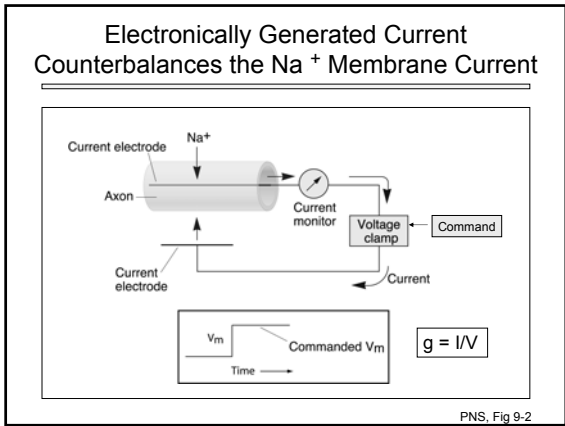 Electronically Generated Current
Counterbalances the Na + Membrane Current
Na+
Current electrode
Axon
Current
monitor
Voltage
clamp
Command
Current
electrode
Current
Vm
Commanded Vm
Time
g = I/V
PNS, Fig 9-2